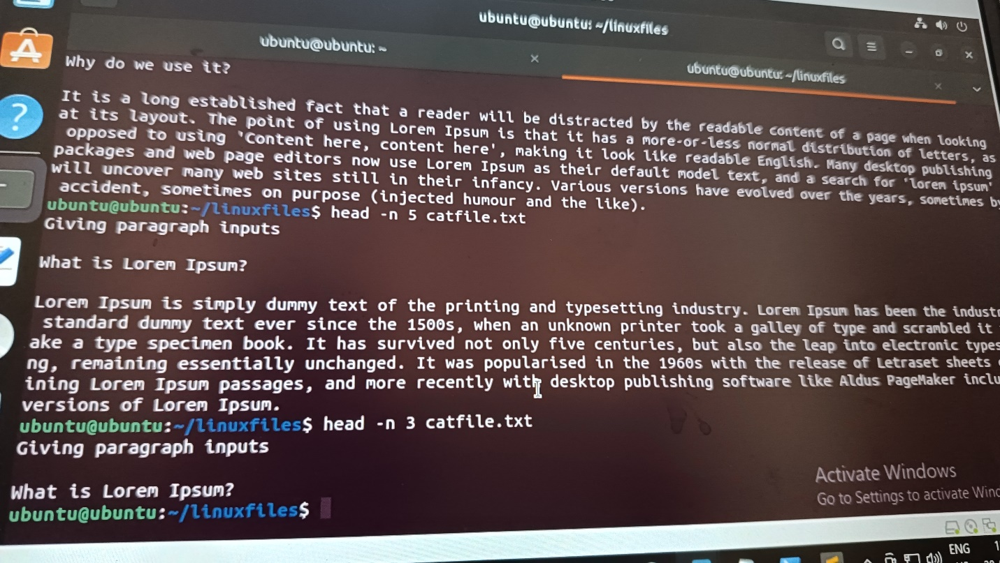 ubuntu@ubuntu: ~/linuxfiles
ubuntu@ubuntu: ~
ubuntu@ubuntu: ~/linuxfiles
Why do we use it?
It is a long established fact that a reader will be distracted by the readable content of a page when looking
at its layout. The point of using Lorem Ipsum is that it has a more-or-less normal distribution of letters, as
opposed to using 'Content here, content here', making it look like readable English. Many desktop publishing
packages and web page editors now use Lorem Ipsum as their default model text, and a search for 'lorem ipsum'
will uncover many web sites still in their infancy. Various versions have evolved over the years, sometimes by
accident, sometimes on purpose (injected humour and the like).
ubuntu@ubuntu:~/linuxfiles$ head -n 5 catfile.txt
Giving paragraph inputs
What is Lorem Ipsum?
Lorem Ipsum is simply dummy text of the printing and typesetting industry. Lorem Ipsum has been the industr
standard dummy text ever since the 1500s, when an unknown printer took a galley of type and scrambled it
ake a type specimen book. It has survived not only five centuries, but also the leap into electronic types
ng, remaining essentially unchanged. It was popularised in the 1960s with the release of Letraset sheets
ining Lorem Ipsum passages, and more recently with desktop publishing software like Aldus PageMaker inclu
versions of Lorem Ipsum.
ubuntu@ubuntu:~/linuxfiles$ head -n 3 catfile.txt
Giving paragraph inputs
What is Lorem Ipsum?
ubuntu@ubuntu:~/linuxfiles$
Activate Windows
Go to Settings to activate Wind
ENG